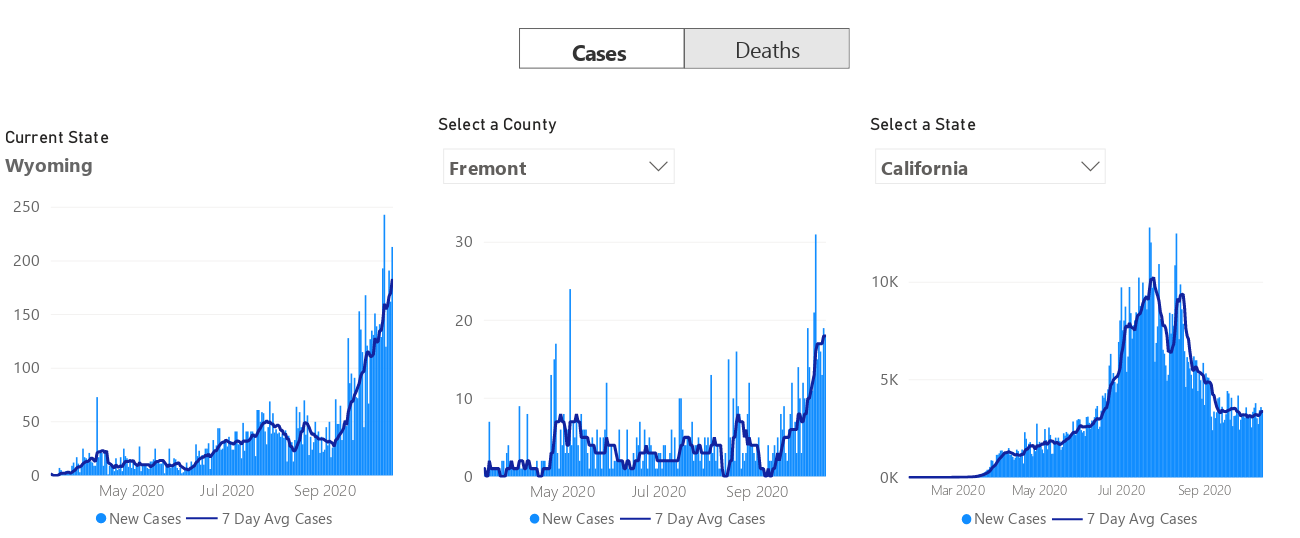 Cases
Deaths
Current State
Wyoming
250
200
150
100
50
0
May 2020
Jul 2020
Sep 2020
New Cases
7 Day Avg Cases
Select a County
Fremont
30
20
10
0
May 2020
Jul 2020
Sep 2020
New Cases
7 Day Avg Cases
Select a State
California
10K
5K
0K
Mar 2020
May 2020
Jul 2020
Sep 2020
New Cases
7 Day Avg Cases